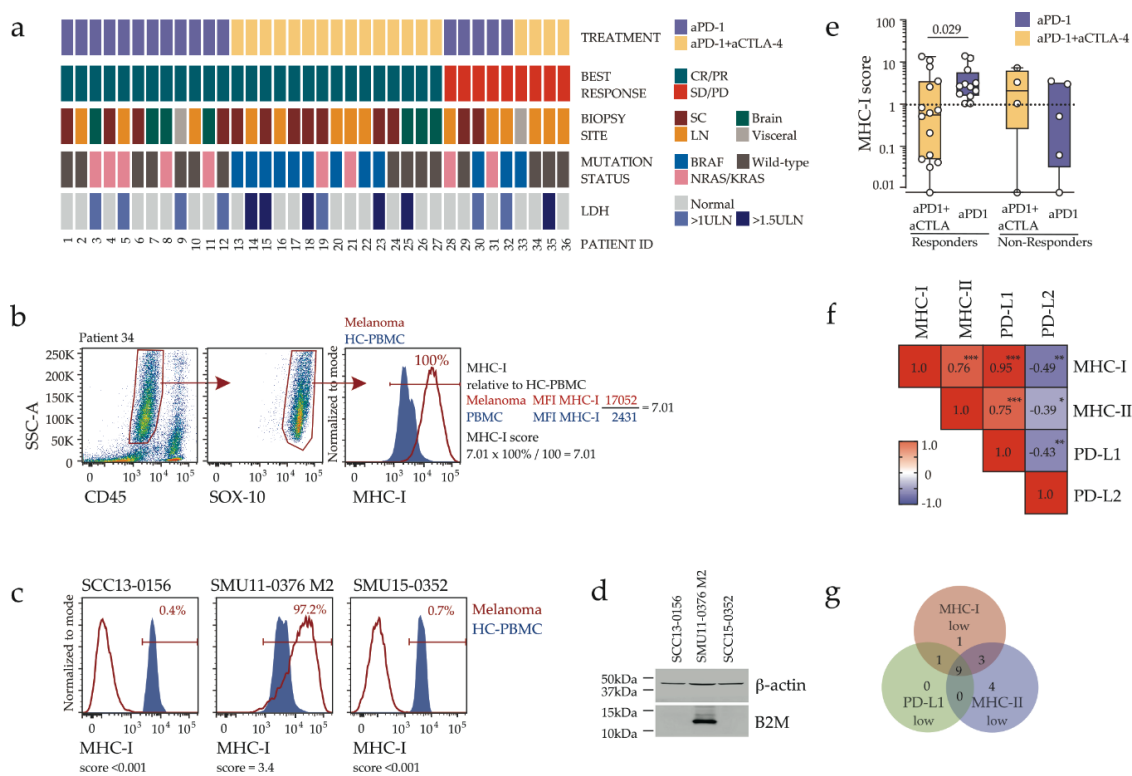 a
aPD-1
aPD-1+aCTLA-4
TREATMENT
BEST
RESPONSE
CR/PR
SD/PD
BIOPSY
SITE
SC
Brain
LN
Visceral
MUTATION
STATUS
BRAF
Wild-type
NRAS/KRAS
LDH
Normal
>1ULN
>1.5ULN
1 2 3 4 5 6 7 8 9 10 11 12 13 14 15 16 17 18 19 20 21 22 23 24 25 26 27 28 29 30 31 32 33 34 35 36
PATIENT ID
b
Patient 34
250K
200K
150K
100K
50K
0
SSC-A
0 10³ 10⁴ 10⁵
CD45
0 10³ 10⁴ 10⁵
SOX-10
Melanoma
HC-PBMC
Normalized to mode
100%
0 10³ 10⁴ 10⁵
MHC-I
MHC-I
relative to HC-PBMC
Melanoma MFI MHC-I 17052
= 7.01
PBMC MFI MHC-I 2431
MHC-I score
7.01 x 100% / 100 = 7.01
c
SCC13-0156
SMU11-0376 M2
SMU15-0352
Normalized to mode
0.4%
97.2%
0.7%
Melanoma
HC-PBMC
0 10³ 10⁴ 10⁵
0 10³ 10⁴ 10⁵
0 10³ 10⁴ 10⁵
MHC-I
MHC-I
MHC-I
score <0.001
score = 3.4
score <0.001
d
SCC13-0156
SMU11-0376 M2
SCC15-0352
50kDa
37kDa
β-actin
15kDa
10kDa
B2M
e
aPD-1
aPD-1+aCTLA-4
MHC-I score
0.029
1000
100
10
1
0.1
0.01
0
aPD1+
aCTLA
aPD1
aPD1+
aCTLA
aPD1
Responders
Non-Responders
f
MHC-I
MHC-II
PD-L1
PD-L2
1.0
0.76***
0.95***
-0.49**
MHC-I
1.0
0.75***
-0.39*
MHC-II
1.0
-0.43**
PD-L1
1.0
PD-L2
1.0
0
-1.0
g
MHC-I
low
1
1
9
3
0
PD-L1
low
0
4
MHC-II
low